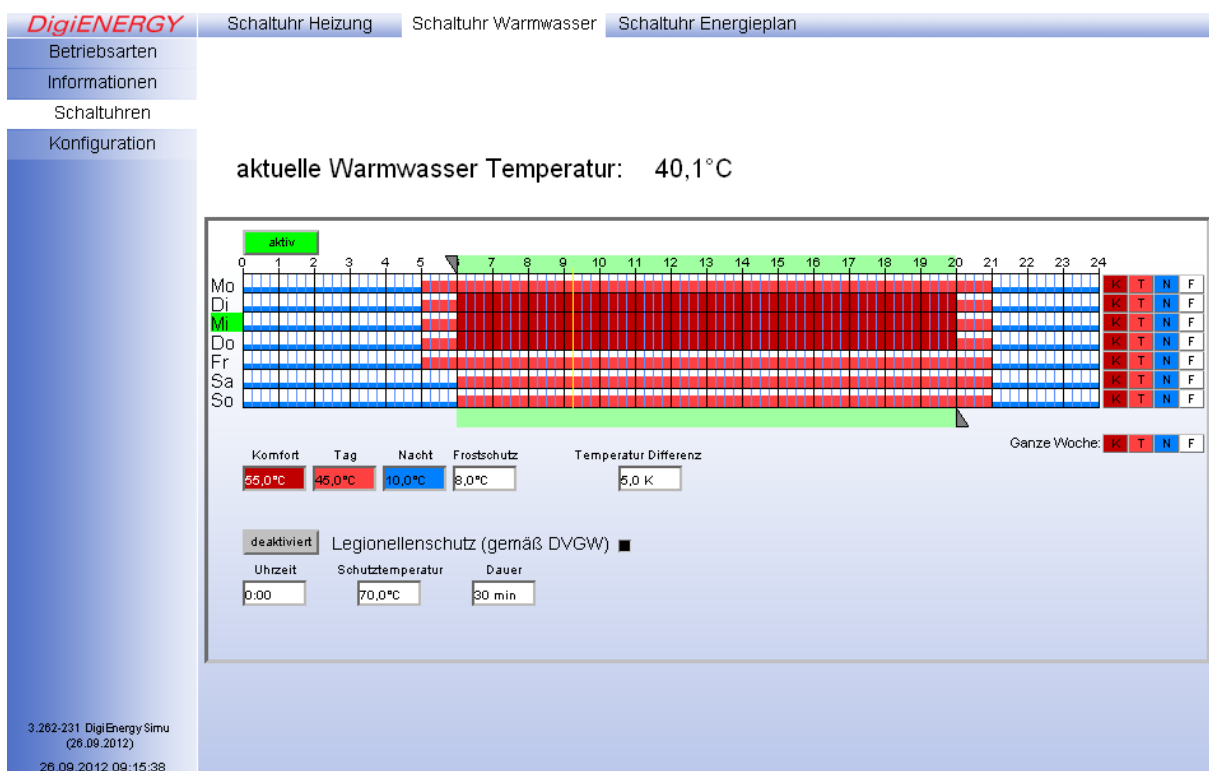 DigiENERGY
Schaltuhr Heizung Schaltuhr Warmwasser Schaltuhr Energieplan
Betriebsarten
Informationen
Schaltuhren
Konfiguration
aktuelle Warmwasser Temperatur: 40,1°C
aktiv
0 1 2 3 4 5 7 8 9 10 11 12 13 14 15 16 17 18 19 20 21 22 23 24
Mo K T N F
Di K T N F
Mi K T N F
Do K T N F
Fr K T N F
Sa K T N F
So K T N F
Ganze Woche: K T N F
Komfort Tag Nacht Frostschutz Temperatur Differenz
55,0°C 45,0°C 10,0°C 8,0°C 5,0 K
deaktiviert Legionellenschutz (gemäß DVGW)
Uhrzeit Schutztemperatur Dauer
0:00 70,0°C 30 min
3.262-231 DigiEnergy Simu
(26.09.2012)
26.09.2012 09:15:38